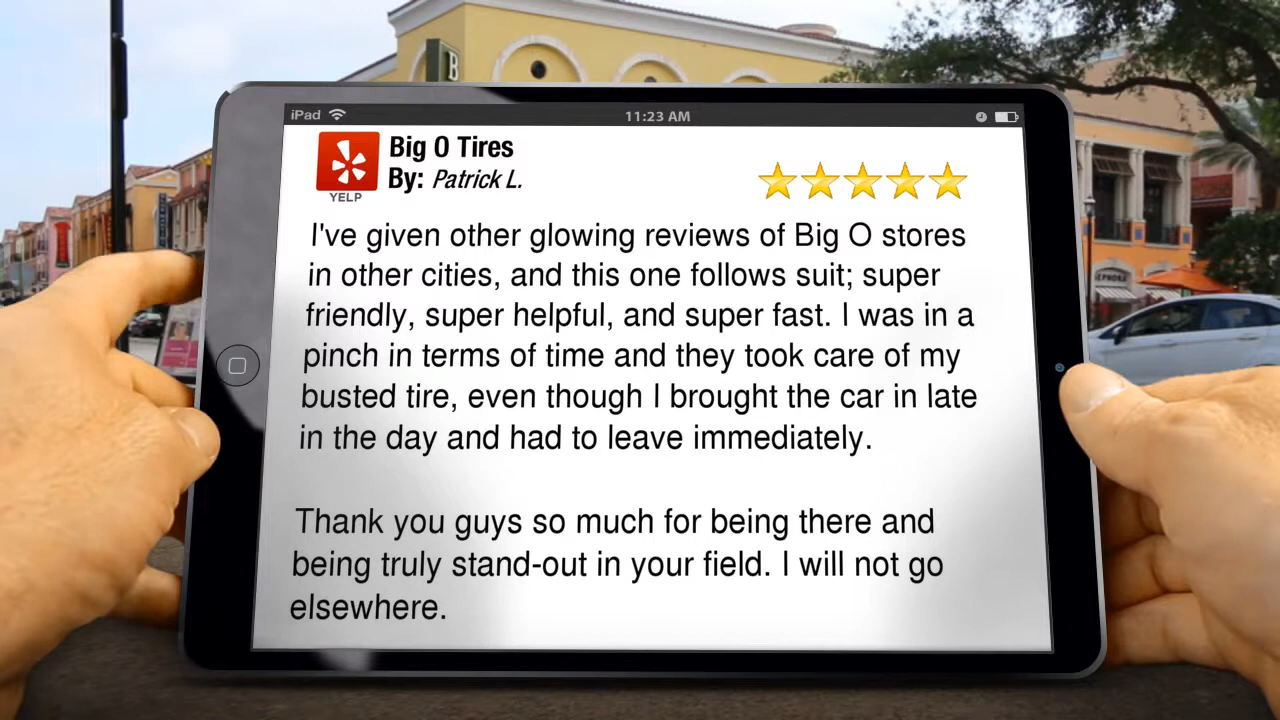 B
iPad
11:23 AM
Big O Tires
By: Patrick L.
YELP
I've given other glowing reviews of Big O stores
in other cities, and this one follows suit; super
friendly, super helpful, and super fast. I was in a
pinch in terms of time and they took care of my
busted tire, even though I brought the car in late
in the day and had to leave immediately.
Thank you guys so much for being there and
being truly stand-out in your field. I will not go
elsewhere.